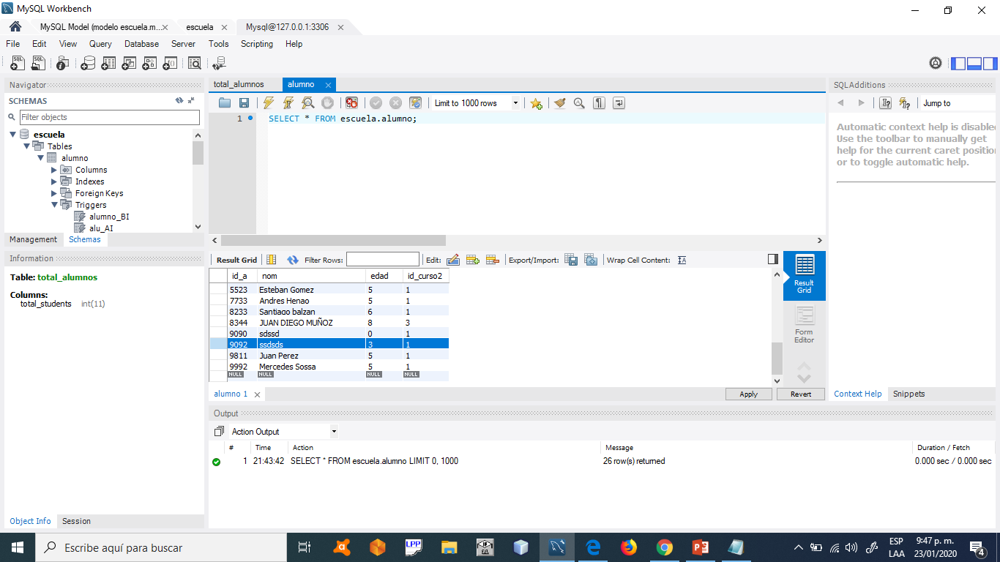 MySQL Workbench
MySQL Model (modelo escuela.m... escuela Mysql@127.0.0.1:3306
File Edit View Query Database Server Tools Scripting Help
Navigator
SCHEMAS
Filter objects
escuela
Tables
alumno
Columns
Indexes
Foreign Keys
Triggers
alumno_BI
alu_AI
Management Schemas
Information
Table: total_alumnos
Columns:
total_students int(11)
Object Info Session
total_alumnos alumno
Limit to 1000 rows
1 SELECT * FROM escuela.alumno;
Result Grid Filter Rows: Edit: Export/Import: Wrap Cell Content:
id_a nom edad id_curso2
5523 Esteban Gomez 5 1
7733 Andres Henao 5 1
8233 Santiago balzan 6 1
8344 JUAN DIEGO MUÑOZ 8 3
9090 sdssd 0 1
9092 ssdsds 3 1
9811 Juan Perez 5 1
9992 Mercedes Sossa 5 1
NULL NULL NULL NULL
Result
Grid
Form
Editor
alumno 1 Apply Revert
Output
Action Output
# Time Action Message Duration / Fetch
1 21:43:42 SELECT * FROM escuela.alumno LIMIT 0, 1000 26 row(s) returned 0.000 sec / 0.000 sec
SQLAdditions
Jump to
Automatic context help is disabled
Use the toolbar to manually get
help for the current caret position
or to toggle automatic help.
Context Help Snippets
Escribe aquí para buscar
LPP
ESP
LAA
9:47 p. m.
23/01/2020
4